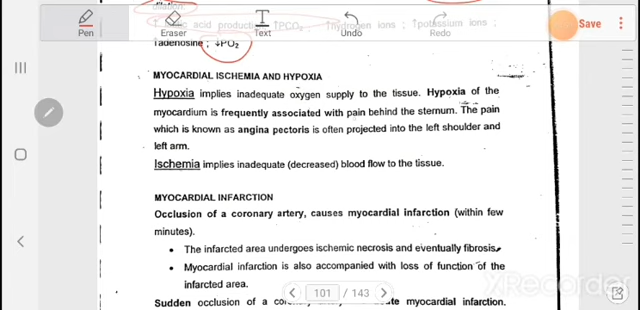 dilation.
acid products ↑PCO₂ ↑hydrogen ions ; ↑potassium ions ;
Pen
Eraser
Text
Undo
Redo
Save
↑adenosine ; ↓PO₂
MYOCARDIAL ISCHEMIA AND HYPOXIA
Hypoxia implies inadequate oxygen supply to the tissue. Hypoxia of the
myocardium is frequently associated with pain behind the sternum. The pain
which is known as angina pectoris is often projected into the left shoulder and
left arm.
Ischemia implies inadequate (decreased) blood flow to the tissue.
MYOCARDIAL INFARCTION
Occlusion of a coronary artery, causes myocardial infarction (within few
minutes).
• The infarcted area undergoes ischemic necrosis and eventually fibrosis.
• Myocardial infarction is also accompanied with loss of function of the
infarcted area.
101 / 143
Sudden occlusion of a myocardial infarction.
XRecorder